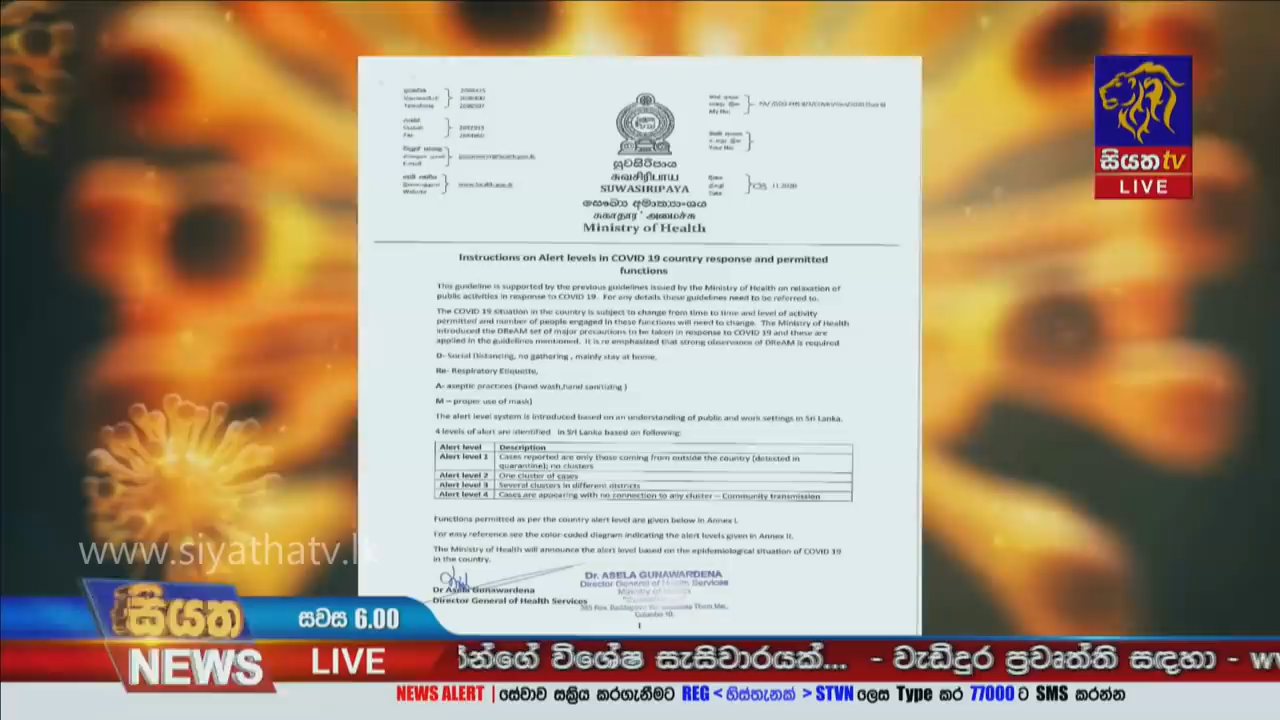 සුවසිරිපාය
சுவசிரிபாய
SUWASIRIPAYA
සෞඛ්‍ය අමාත්‍යාංශය
சுகாதார அமைச்சு
Ministry of Health
11.2020
Instructions on Alert levels in COVID 19 country response and permitted
functions
This guideline is supported by the previous guidelines issued by the Ministry of Health on relaxation of
public activities in response to COVID 19. For any details these guidelines need to be referred to.
The COVID 19 situation in the country is subject to change from time to time and level of activity
permitted and number of people engaged in these functions will need to change. The Ministry of Health
introduced the DReAM set of major precautions to be taken in response to COVID 19 and these are
applied in the guidelines mentioned. It is re emphasized that strong observance of DReAM is required
D- Social Distancing, no gathering , mainly stay at home,
Re- Respiratory Etiquette,
A- aseptic practices (hand wash,hand sanitizing )
M – proper use of mask)
The alert level system is introduced based on an understanding of public and work settings in Sri Lanka.
4 levels of alert are identified in Sri Lanka based on following:
Alert level Description
Alert level 1 Cases reported are only those coming from outside the country (detected in
quarantine); no clusters
Alert level 2 One cluster of cases
Alert level 3 Several clusters in different districts
Alert level 4 Cases are appearing with no connection to any cluster – Community transmission
Functions permitted as per the country alert level are given below in Annex I.
For easy reference see the color-coded diagram indicating the alert levels given in Annex II.
The Ministry of Health will announce the alert level based on the epidemiological situation of COVID 19
in the country.
Dr Asela Gunawardena
Director General of Health Services
Dr. ASELA GUNAWARDENA
Director General of Health Services
Ministry of Health
Colombo 10.
1
සියත tv
LIVE
www.siyathatv.lk
සියත
NEWS
සවස 6.00
LIVE
රින්ගේ විශේෂ සැසිවාරයක්... - වැඩිදුර ප්‍රවෘත්ති සඳහා - ww
NEWS ALERT | සේවාව සක්‍රිය කරගැනීමට REG < හිස්තැනක් > STVN ලෙස Type කර 77000 ට SMS කරන්න